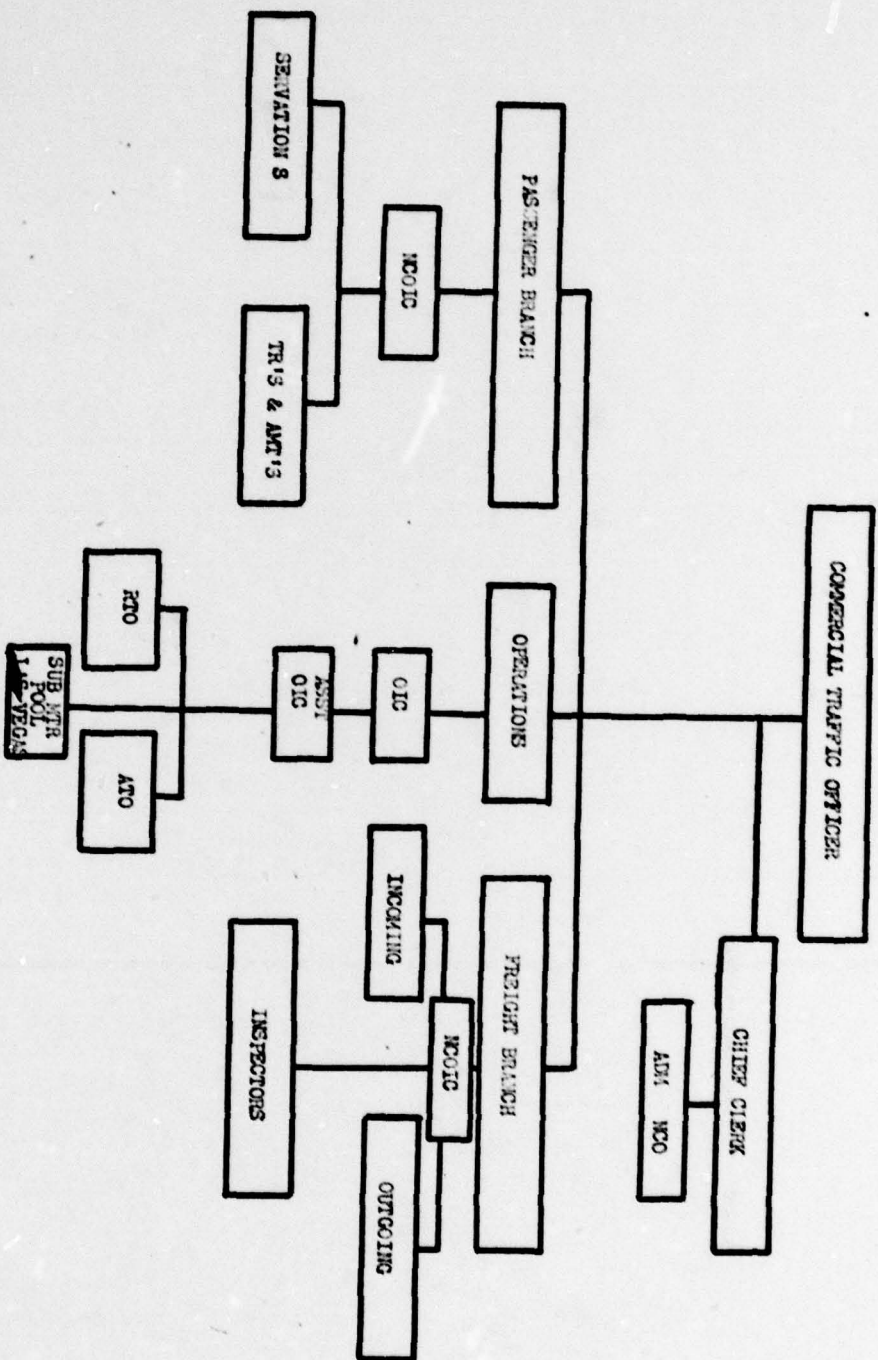 COMMERCIAL TRAFFIC OFFICER
CHIEF CLERK
ADM NCO
PASSENGER BRANCH
OPERATIONS
FREIGHT BRANCH
NCOIC
OIC
NCOIC
INCOMING
OUTGOING
SERVATION S
TR'S & AMT'S
ASST
OIC
INSPECTORS
RTO
ATO
SUB MTR
POOL
LAS VEGAS